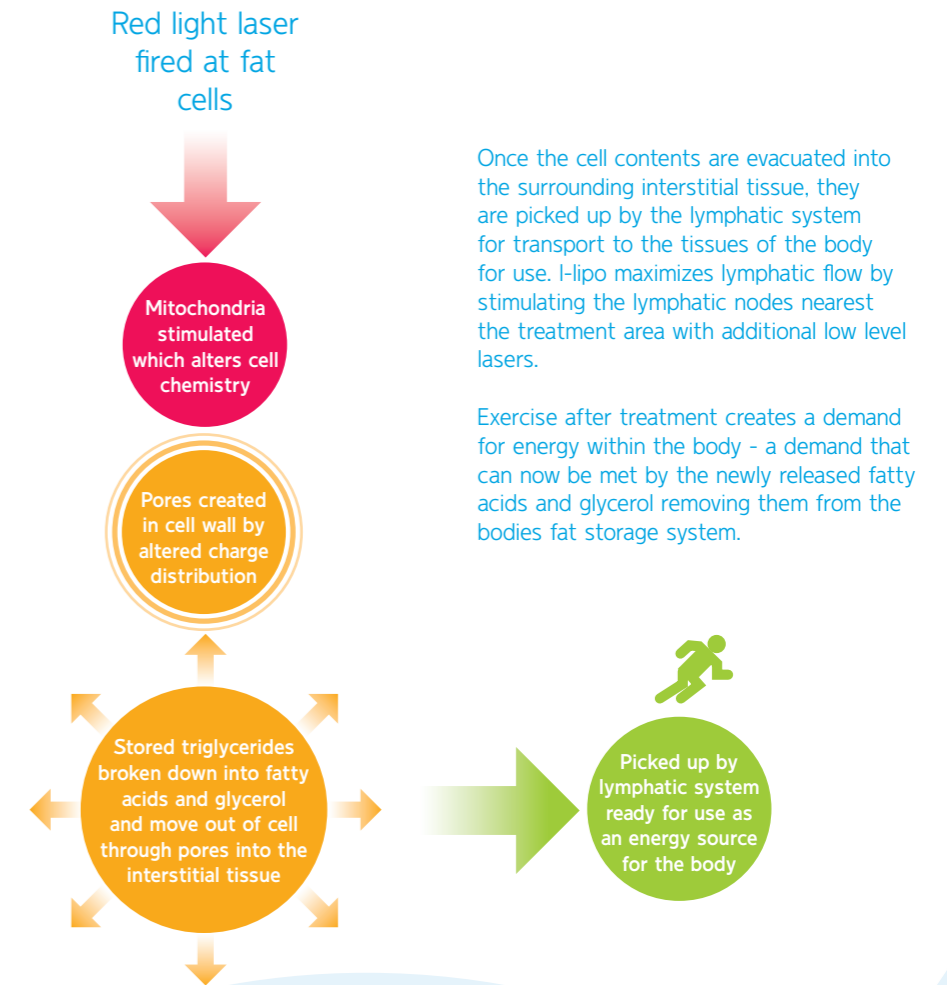 Red light laser
fired at fat
cells
Mitochondria
stimulated
which alters cell
chemistry
Pores created
in cell wall by
altered charge
distribution
Stored triglycerides
broken down into fatty
acids and glycerol
and move out of cell
through pores into the
interstitial tissue
Once the cell contents are evacuated into
the surrounding interstitial tissue, they
are picked up by the lymphatic system
for transport to the tissues of the body
for use. I-lipo maximizes lymphatic flow by
stimulating the lymphatic nodes nearest
the treatment area with additional low level
lasers.
Exercise after treatment creates a demand
for energy within the body - a demand that
can now be met by the newly released fatty
acids and glycerol removing them from the
bodies fat storage system.
Picked up by
lymphatic system
ready for use as
an energy source
for the body